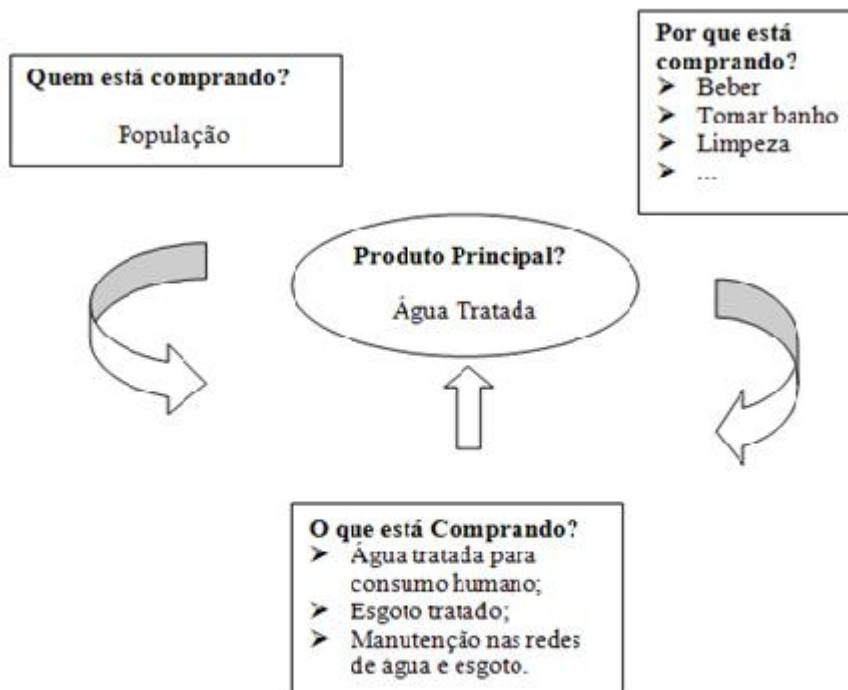 Quem está comprando?
População
Por que está
comprando?
➤ Beber
➤ Tomar banho
➤ Limpeza
➤ ...
Produto Principal?
Água Tratada
O que está Comprando?
➤ Água tratada para
consumo humano;
➤ Esgoto tratado;
➤ Manutenção nas redes
de água e esgoto.